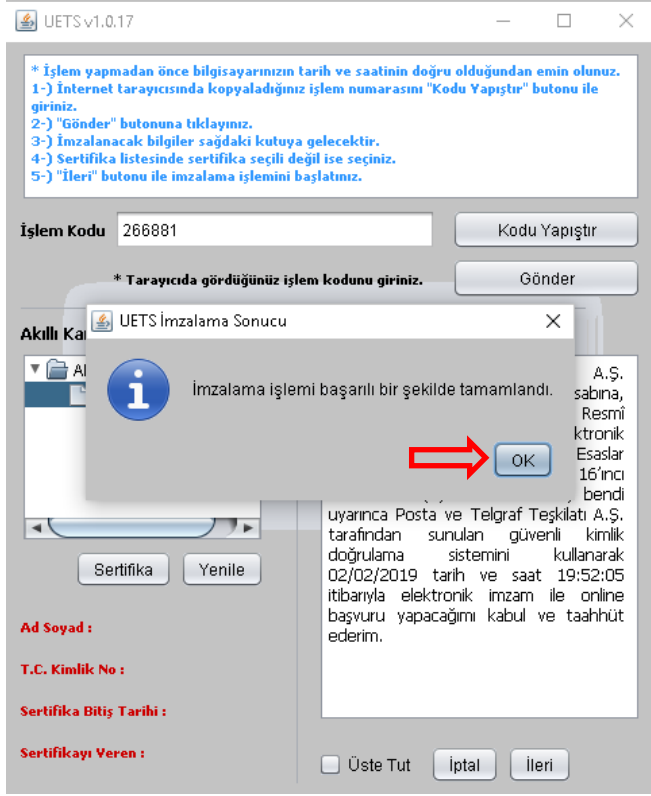 UETS v1.0.17
* İşlem yapmadan önce bilgisayarınızın tarih ve saatinin doğru olduğundan emin olunuz.
1-) İnternet tarayıcısında kopyaladığınız işlem numarasını "Kodu Yapıştır" butonu ile
giriniz.
2-) "Gönder" butonuna tıklayınız.
3-) İmzalanacak bilgiler sağdaki kutuya gelecektir.
4-) Sertifika listesinde sertifika seçili değil ise seçiniz.
5-) "İleri" butonu ile imzalama işlemini başlatınız.
İşlem Kodu 266881 Kodu Yapıştır
* Tarayıcıda gördüğünüz işlem kodunu giriniz. Gönder
UETS İmzalama Sonucu
Akıllı Ka
İmzalama işlemi başarılı bir şekilde tamamlandı.
OK
A.Ş.
sabına,
Resmî
ktronik
Esaslar
16'ıncı
bendi
uyarınca Posta ve Telgraf Teşkilatı A.Ş.
tarafından sunulan güvenli kimlik
doğrulama sistemini kullanarak
02/02/2019 tarih ve saat 19:52:05
itibarıyla elektronik imzam ile online
başvuru yapacağımı kabul ve taahhüt
ederim.
Sertifika Yenile
Ad Soyad :
T.C. Kimlik No :
Sertifika Bitiş Tarihi :
Sertifikayı Veren :
Üste Tut İptal İleri